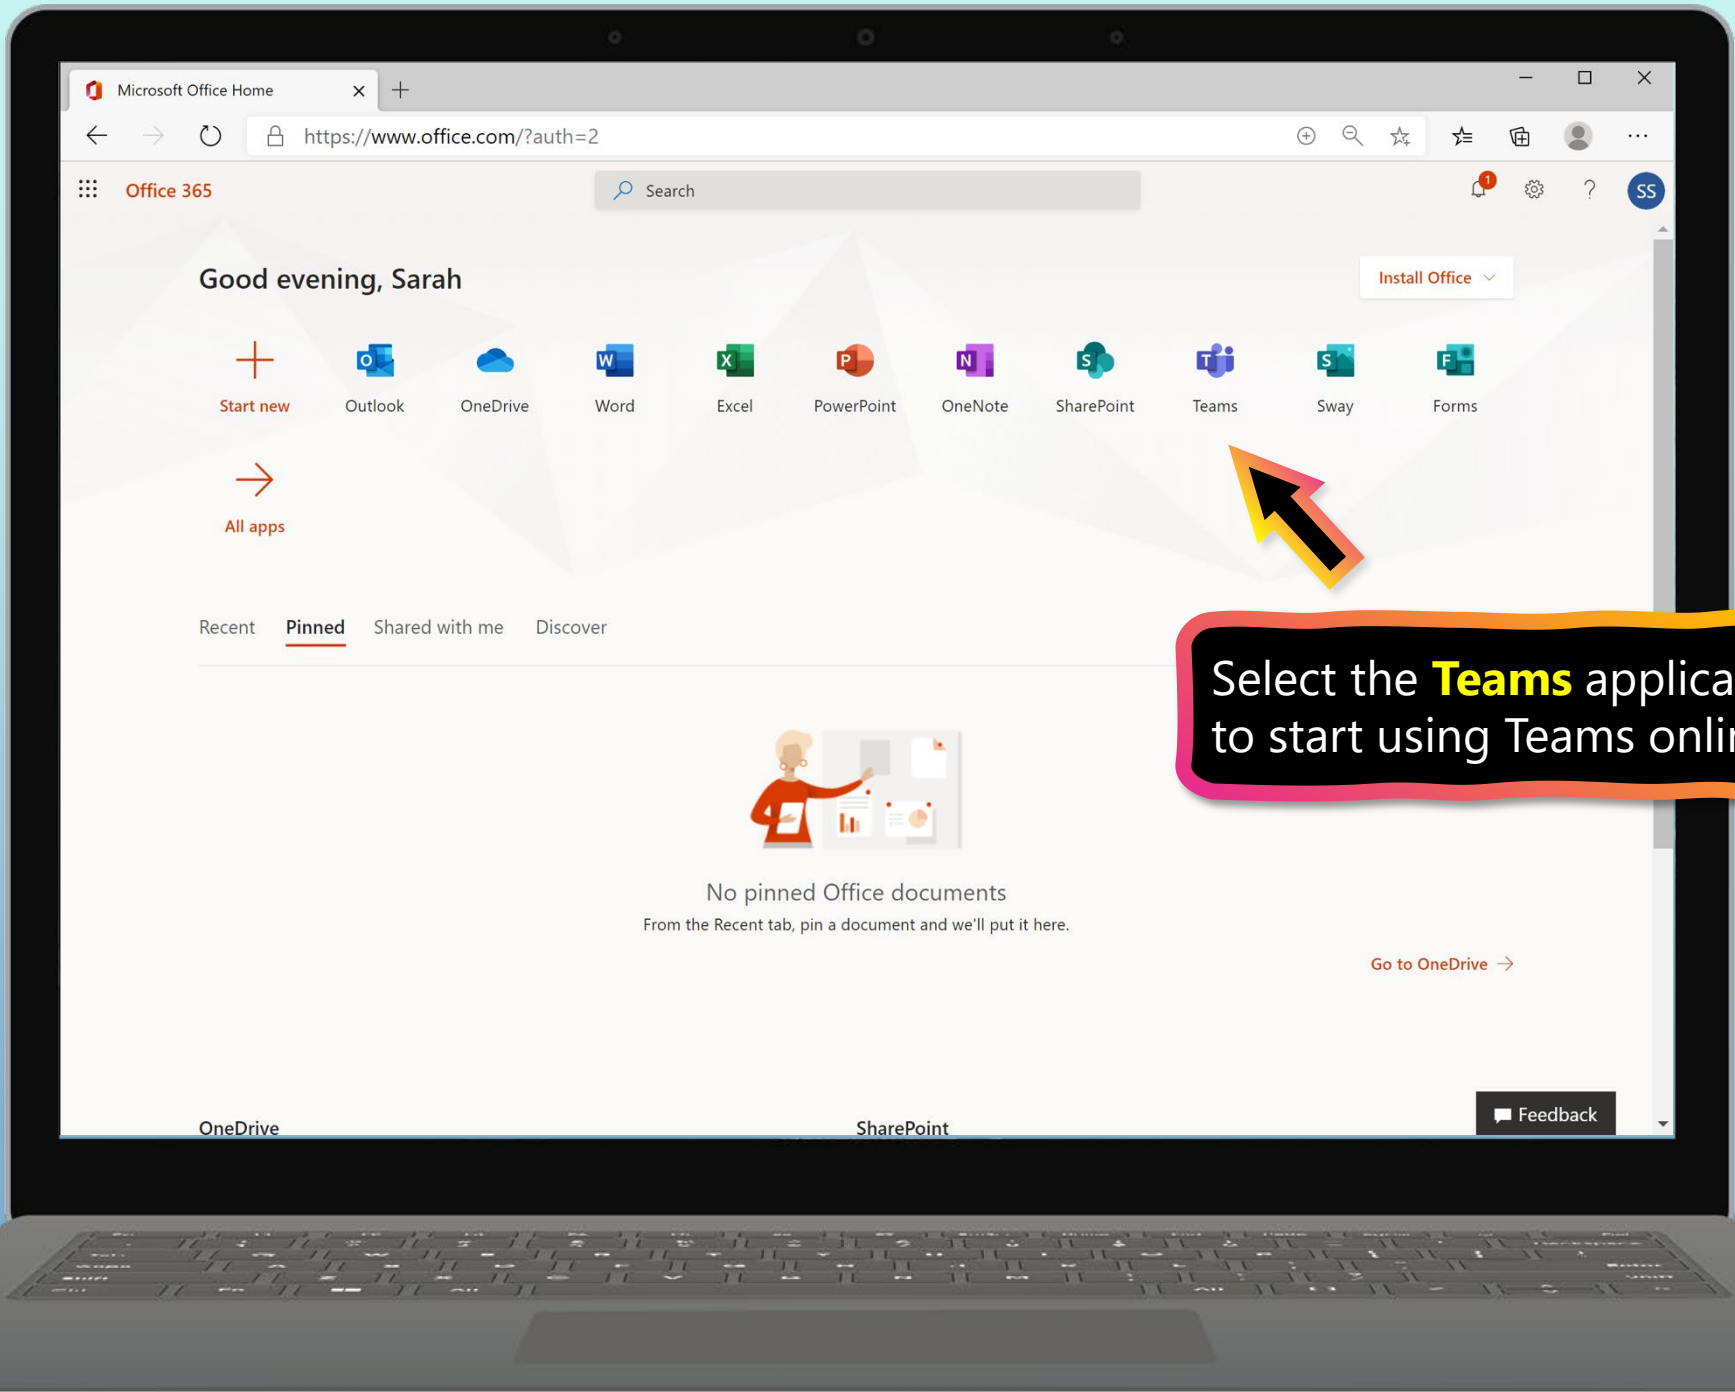 Microsoft Office Home
https://www.office.com/?auth=2
Office 365
Search
1
SS
Good evening, Sarah
Install Office
Start new
Outlook
OneDrive
Word
Excel
PowerPoint
OneNote
SharePoint
Teams
Sway
Forms
All apps
Recent
Pinned
Shared with me
Discover
Select the Teams applica
to start using Teams onli
No pinned Office documents
From the Recent tab, pin a document and we'll put it here.
Go to OneDrive
Feedback
OneDrive
SharePoint